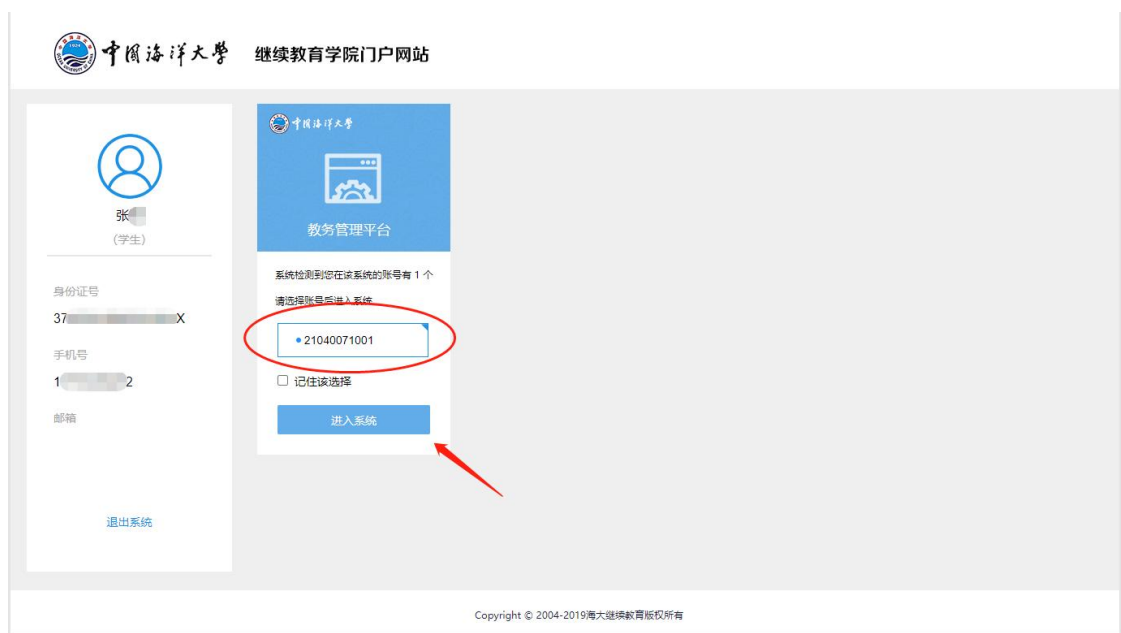 中国海洋大学 继续教育学院门户网站
张
(学生)
身份证号
37 X
手机号
1 2
邮箱
退出系统
中国海洋大学
教务管理平台
系统检测到您在该系统的账号有 1 个
请选择账号后进入系统
21040071001
记住该选择
进入系统
Copyright © 2004-2019海大继续教育版权所有